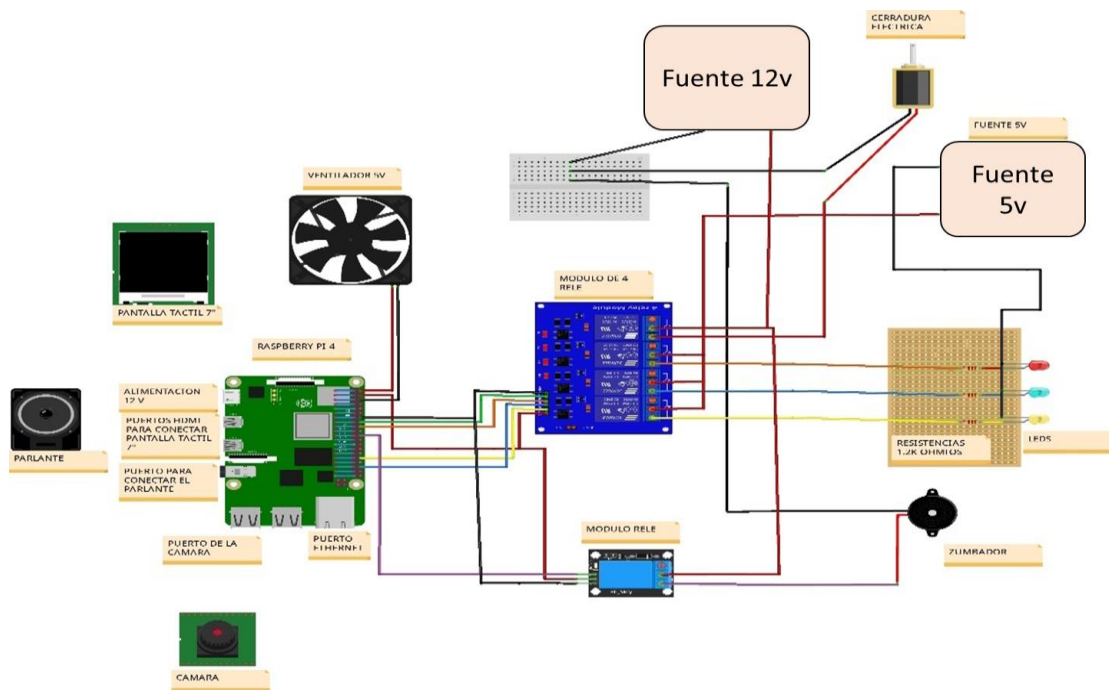 CERRADURA
ELECTRICA
Fuente 12v
FUENTE 5V
Fuente
5v
VENTILADOR 5V
MODULO DE 4
RELE
PANTALLA TACTIL 7"
RASPBERRY PI 4
ALIMENTACION
12 V
PUERTOS HDMI
PARA CONECTAR
PANTALLA TACTIL
7"
PARLANTE
PUERTO PARA
CONECTAR EL
PARLANTE
RESISTENCIAS
1.2K OHMIOS
LEDS
PUERTO DE LA
CAMARA
PUERTO
ETHERNET
MODULO RELE
ZUMBADOR
CAMARA